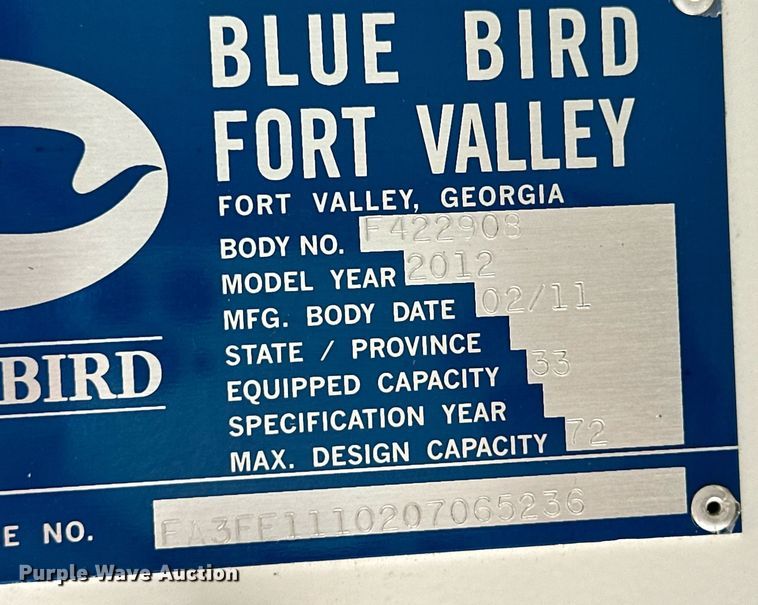 BLUE BIRD
FORT VALLEY
FORT VALLEY, GEORGIA
BODY NO. F422908
MODEL YEAR 2012
MFG. BODY DATE 02/11
STATE / PROVINCE
EQUIPPED CAPACITY 33
SPECIFICATION YEAR
MAX. DESIGN CAPACITY 72
BIRD
E NO. EA3FE1110207065236
Purple Wave Auction